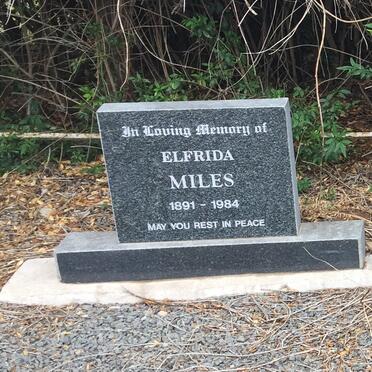 In Loving Memory of
ELFRIDA
MILES
1891 - 1984
MAY YOU REST IN PEACE